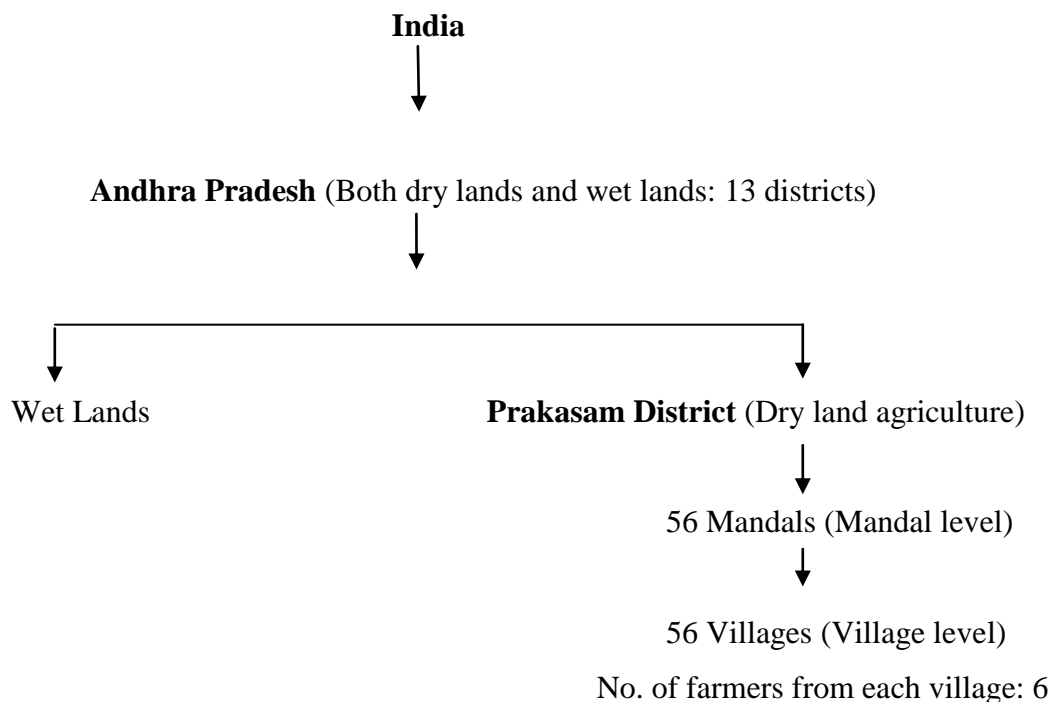 India
Andhra Pradesh (Both dry lands and wet lands: 13 districts)
Wet Lands
Prakasam District (Dry land agriculture)
56 Mandals (Mandal level)
56 Villages (Village level)
No. of farmers from each village: 6